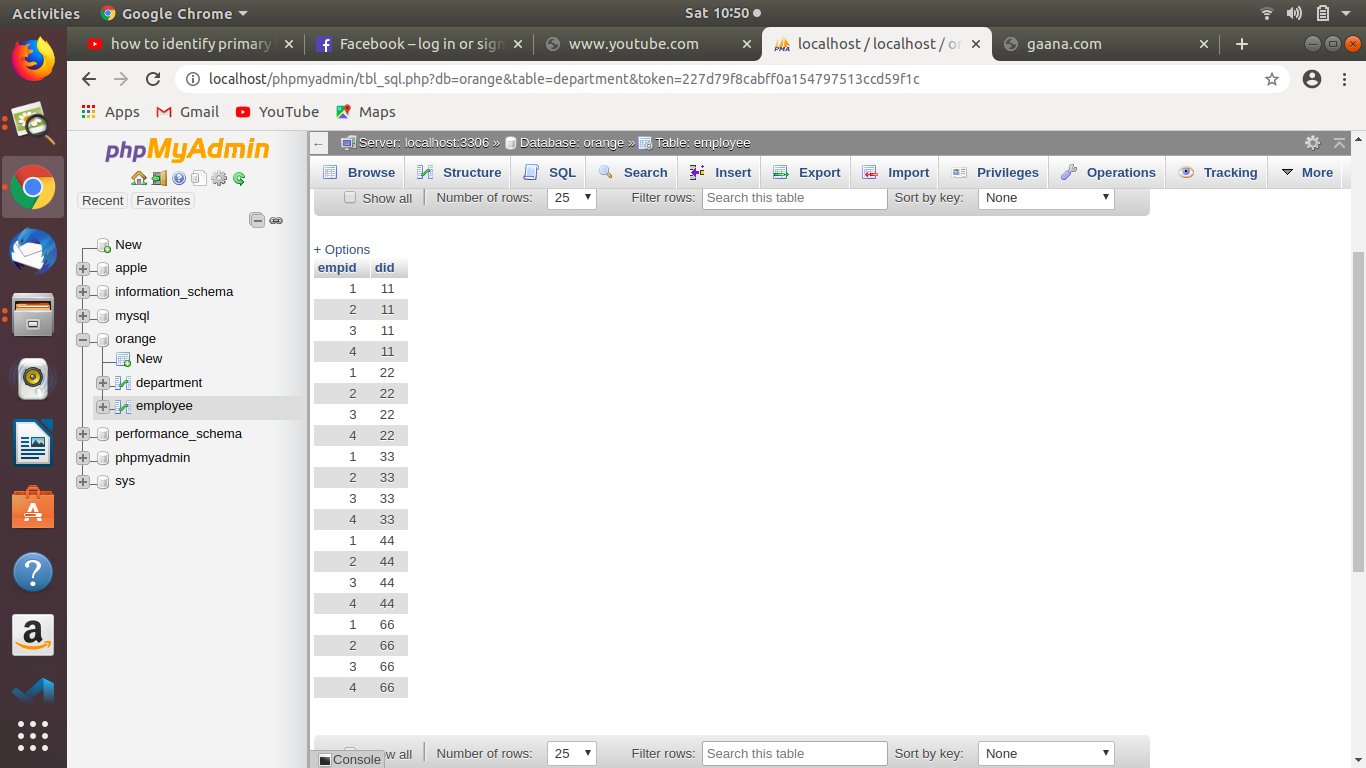 Activities Google Chrome Sat 10:50
how to identify primary Facebook – log in or sign www.youtube.com localhost / localhost / or gaana.com
localhost/phpmyadmin/tbl_sql.php?db=orange&table=department&token=227d79f8cabff0a154797513ccd59f1c
Apps Gmail YouTube Maps
phpMyAdmin
Recent Favorites
New
apple
information_schema
mysql
orange
New
department
employee
performance_schema
phpmyadmin
sys
Server: localhost:3306 » Database: orange » Table: employee
Browse Structure SQL Search Insert Export Import Privileges Operations Tracking More
Show all Number of rows: 25 Filter rows: Search this table Sort by key: None
+ Options
empid did
1 11
2 11
3 11
4 11
1 22
2 22
3 22
4 22
1 33
2 33
3 33
4 33
1 44
2 44
3 44
4 44
1 66
2 66
3 66
4 66
all Number of rows: 25 Filter rows: Search this table Sort by key: None
Console